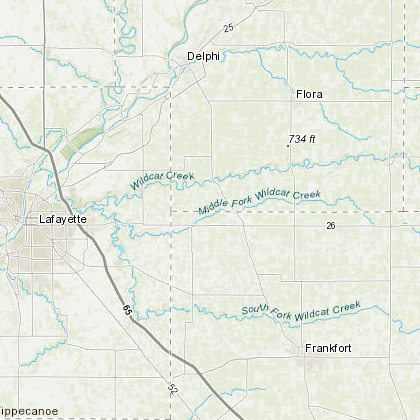 25
Delphi
Flora
734 ft
Wildcat Creek
Middle Fork Wildcat Creek
Lafayette
26
65
South Fork Wildcat Creek
Frankfort
52
ippecanoe